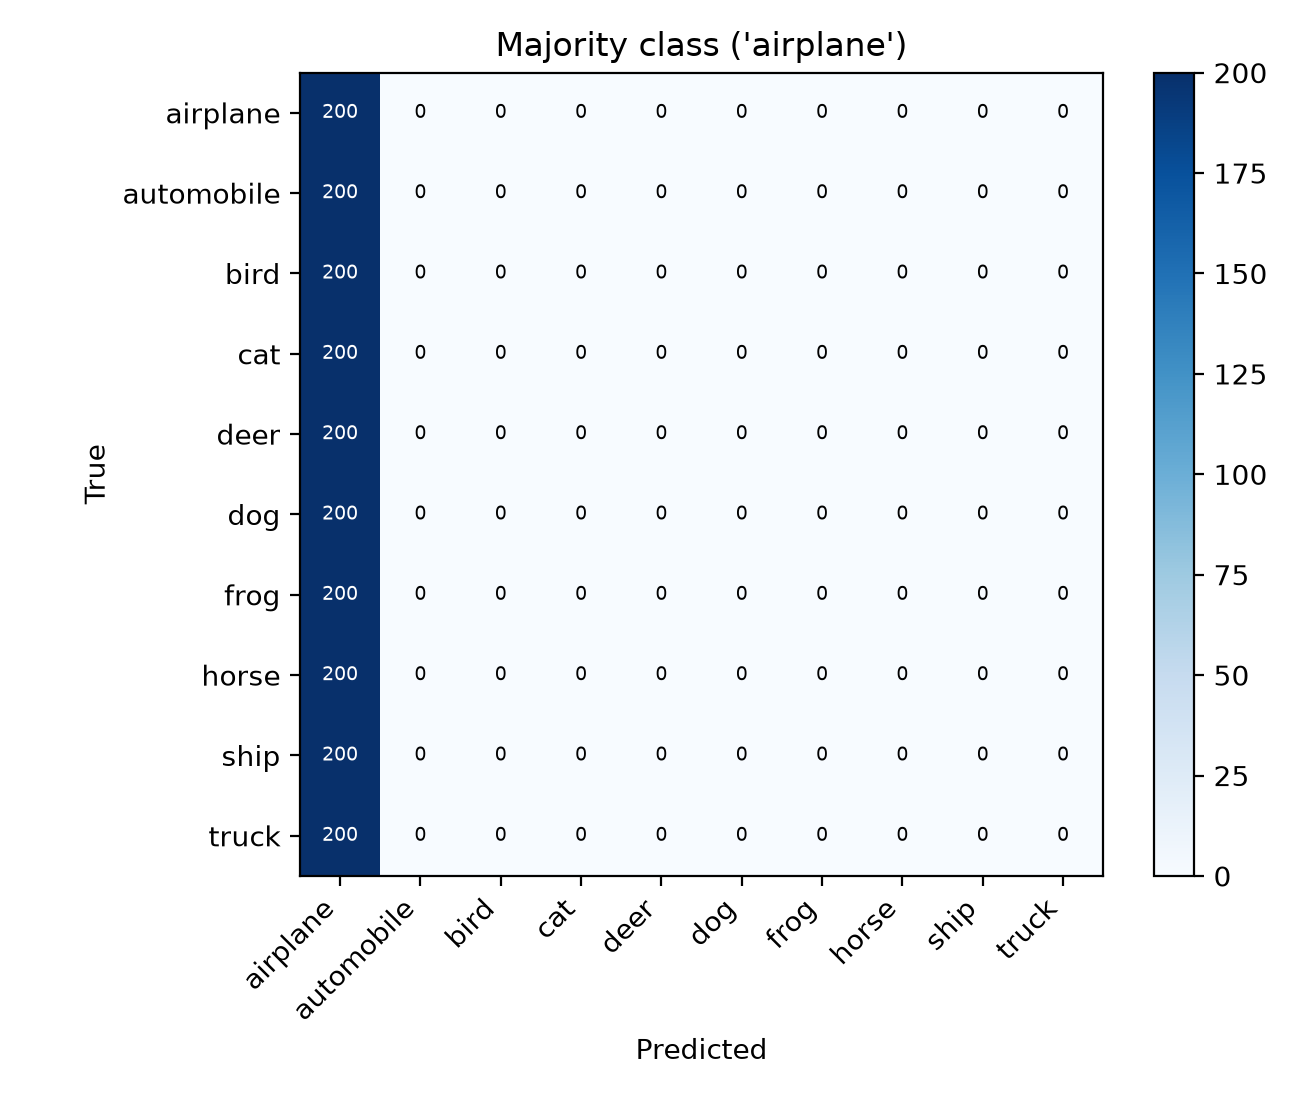 Majority class ('airplane')
airplane 200 0 0 0 0 0 0 0 0 0
automobile 200 0 0 0 0 0 0 0 0 0
bird 200 0 0 0 0 0 0 0 0 0
cat 200 0 0 0 0 0 0 0 0 0
deer 200 0 0 0 0 0 0 0 0 0
dog 200 0 0 0 0 0 0 0 0 0
frog 200 0 0 0 0 0 0 0 0 0
horse 200 0 0 0 0 0 0 0 0 0
ship 200 0 0 0 0 0 0 0 0 0
truck 200 0 0 0 0 0 0 0 0 0
True
airplane automobile bird cat deer dog frog horse ship truck
Predicted
200
175
150
125
100
75
50
25
0